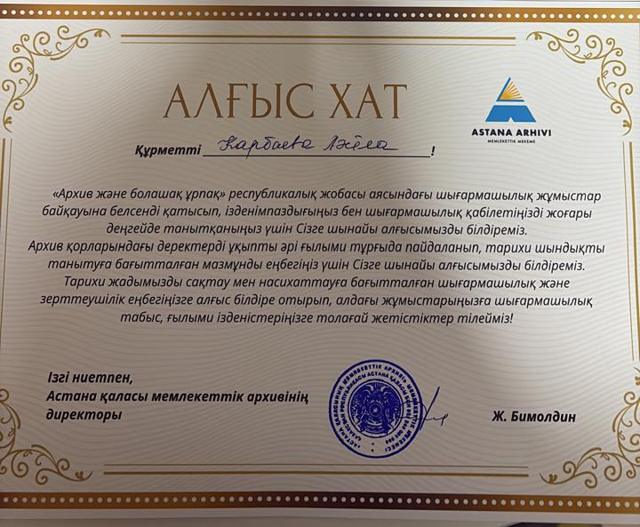 АЛҒЫС ХАТ
ASTANA ARHIVI
МЕМЛЕКЕТТІК МЕКЕМЕ
Құрметті Карбаева !
«Архив және болашақ ұрпақ» республикалық жобасы аясындағы шығармашылық жұмыстар
байқауына белсенді қатысып, ізденімпаздығыңыз бен шығармашылық қабілетіңізді жоғары
деңгейде танытқаныңыз үшін Сізге шынайы алғысымызды білдіреміз.
Архив қорларындағы деректерді ұқыпты әрі ғылыми тұрғыда пайдаланып, тарихи шындықты
танытуға бағытталған мазмұнды еңбегіңіз үшін Сізге шынайы алғысымызды білдіреміз.
Тарихи жадымызды сақтау мен насихаттауға бағытталған шығармашылық және
зерттеушілік еңбегіңізге алғыс білдіре отырып, алдағы жұмыстарыңызға шығармашылық
табыс, ғылыми ізденістеріңізге толағай жетістіктер тілейміз!
Ізгі ниетпен,
Астана қаласы мемлекеттік архивінің
директоры
Ж. Бимолдин